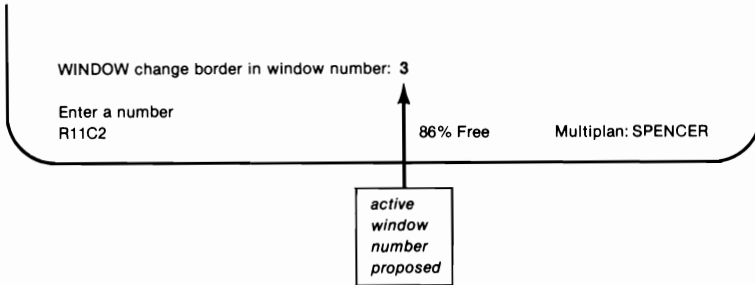 WINDOW change border in window number: 3
Enter a number
R11C2 86% Free Multiplan: SPENCER
active
window
number
proposed